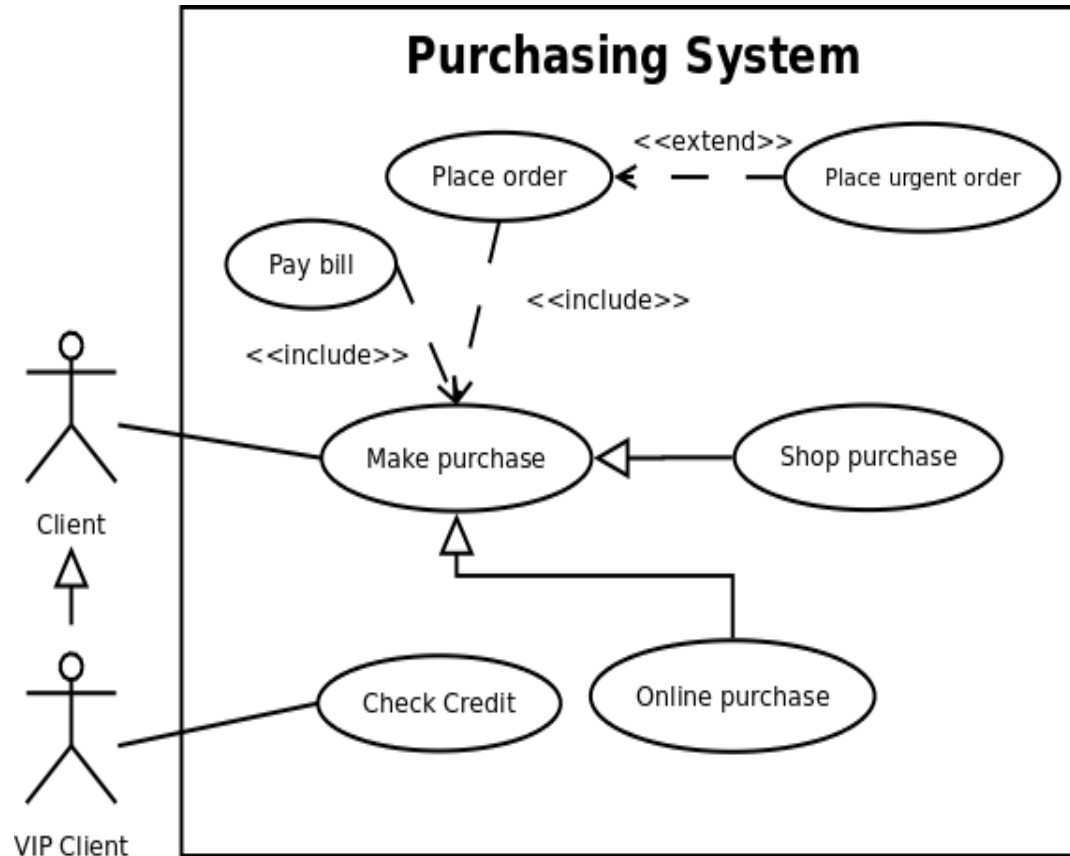 Purchasing System
<<extend>>
Place order
Place urgent order
Pay bill
<<include>>
<<include>>
Make purchase
Shop purchase
Client
Check Credit
Online purchase
VIP Client